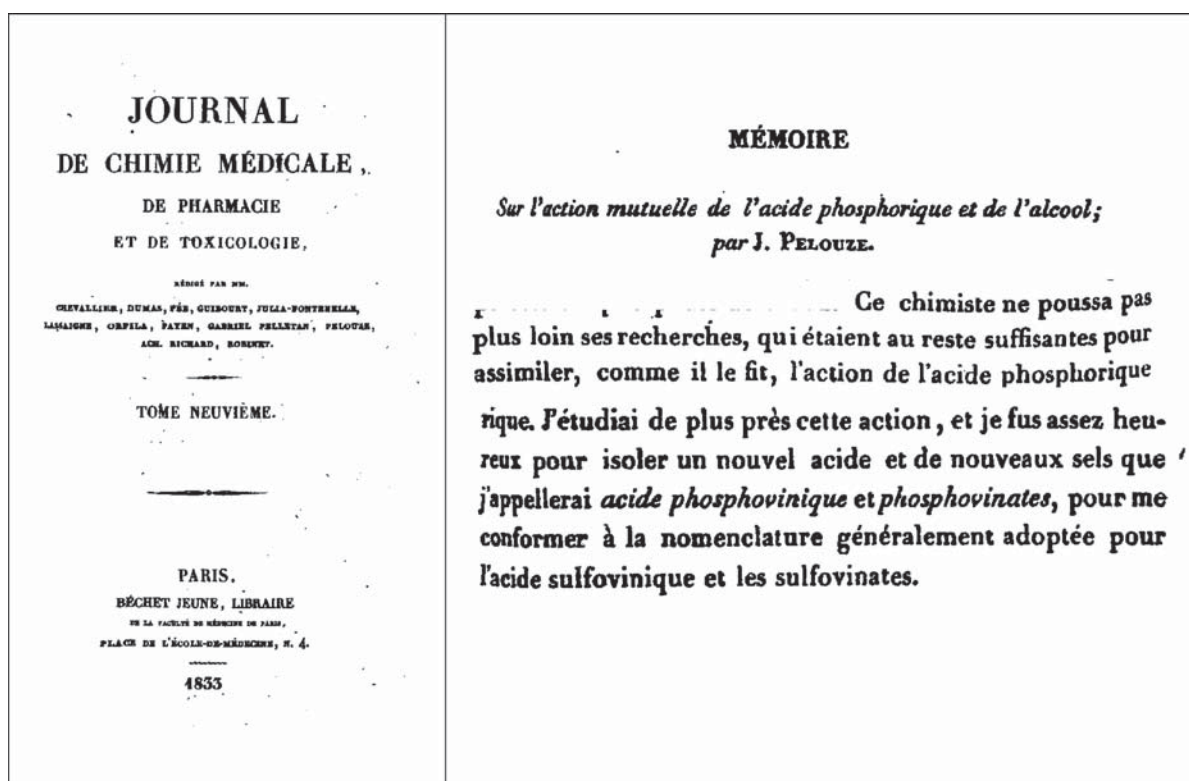 JOURNAL
DE CHIMIE MÉDICALE,
DE PHARMACIE
ET DE TOXICOLOGIE,
RÉDIGÉ PAR MM.
CHEVALLIER, DUMAS, FÉE, GUIBOURT, JULIA-FONTENELLE,
LASSAIGNE, ORFILA, PAYEN, GABRIEL PELLETAN, PELOUZE,
ACH. RICHARD, ROBINET.
TOME NEUVIÈME.
PARIS.
BÉCHET JEUNE, LIBRAIRE
DE LA FACULTÉ DE MÉDECINE DE PARIS,
PLACE DE L'ÉCOLE-DE-MÉDECINE, N. 4.
1833
MÉMOIRE
Sur l'action mutuelle de l'acide phosphorique et de l'alcool;
par J. PELOUZE.
Ce chimiste ne poussa pas
plus loin ses recherches, qui étaient au reste suffisantes pour
assimiler, comme il le fit, l'action de l'acide phosphorique
rique. J'étudiai de plus près cette action, et je fus assez heu-
reux pour isoler un nouvel acide et de nouveaux sels que
j'appellerai acide phosphovinique et phosphovinates, pour me
conformer à la nomenclature généralement adoptée pour
l'acide sulfovinique et les sulfovinates.